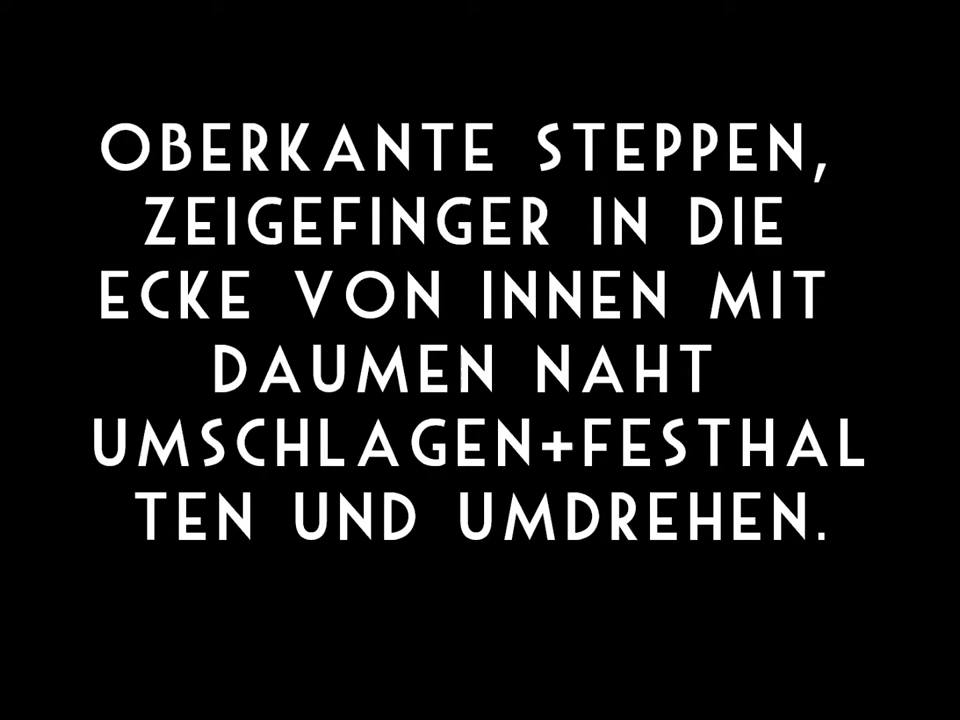 OBERKANTE STEPPEN,
ZEIGEFINGER IN DIE
ECKE VON INNEN MIT
DAUMEN NAHT
UMSCHLAGEN+FESTHAL
TEN UND UMDREHEN.